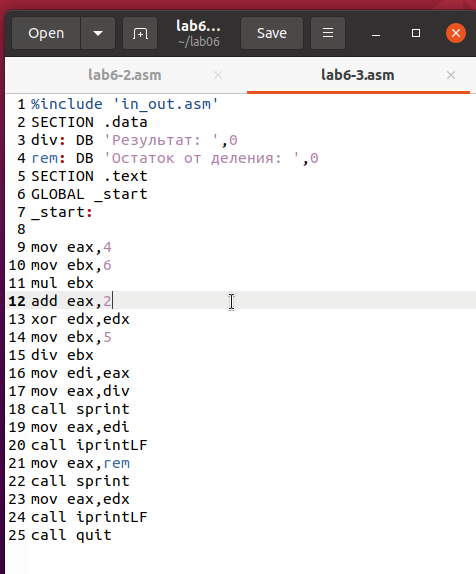 Open
lab6...
~/lab06
Save
lab6-2.asm
lab6-3.asm
1 %include 'in_out.asm'
2 SECTION .data
3 div: DB 'Результат: ',0
4 rem: DB 'Остаток от деления: ',0
5 SECTION .text
6 GLOBAL _start
7 _start:
8
9 mov eax,4
10 mov ebx,6
11 mul ebx
12 add eax,2
13 xor edx,edx
14 mov ebx,5
15 div ebx
16 mov edi,eax
17 mov eax,div
18 call sprint
19 mov eax,edi
20 call iprintLF
21 mov eax,rem
22 call sprint
23 mov eax,edx
24 call iprintLF
25 call quit